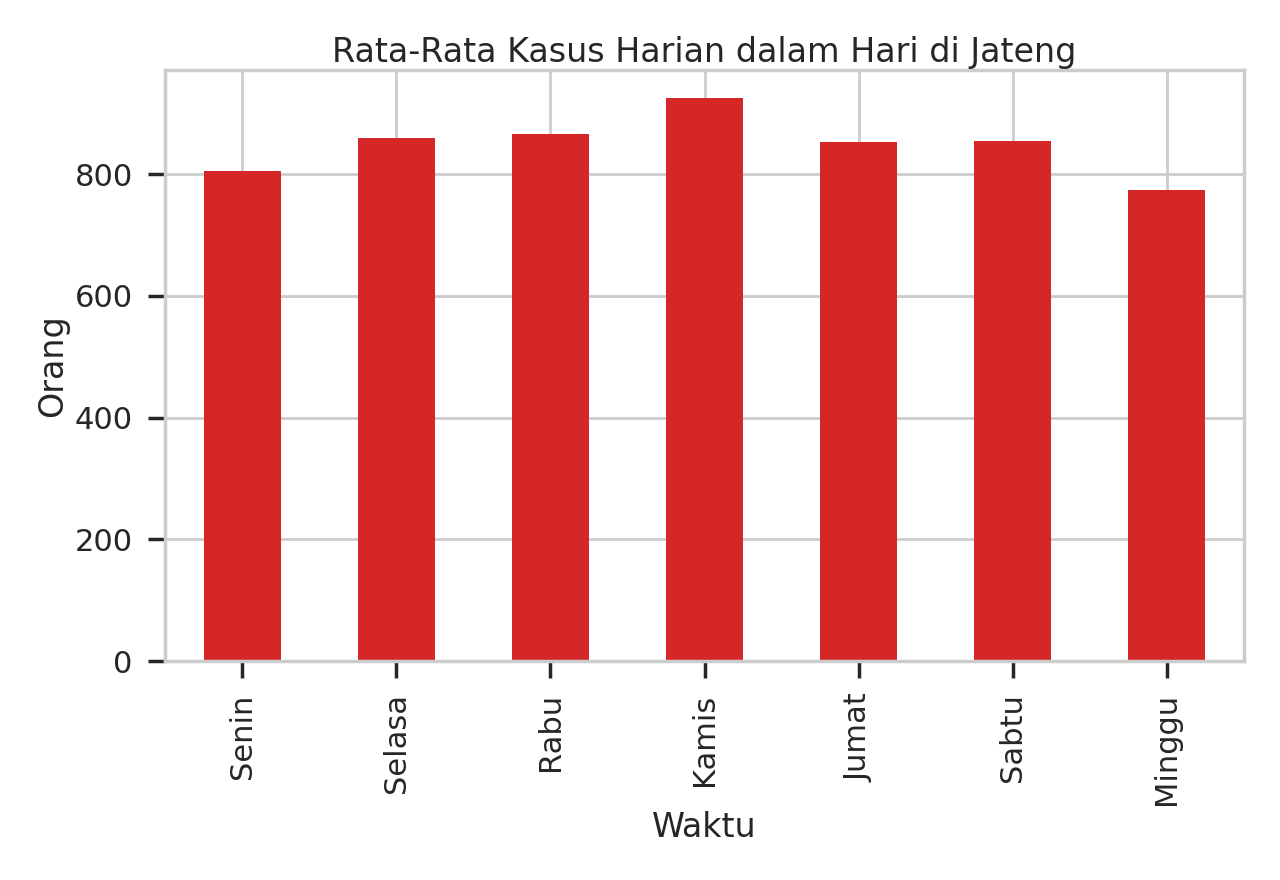 Rata-Rata Kasus Harian dalam Hari di Jateng
800
600
400
200
0
Orang
Senin
Selasa
Rabu
Kamis
Jumat
Sabtu
Minggu
Waktu